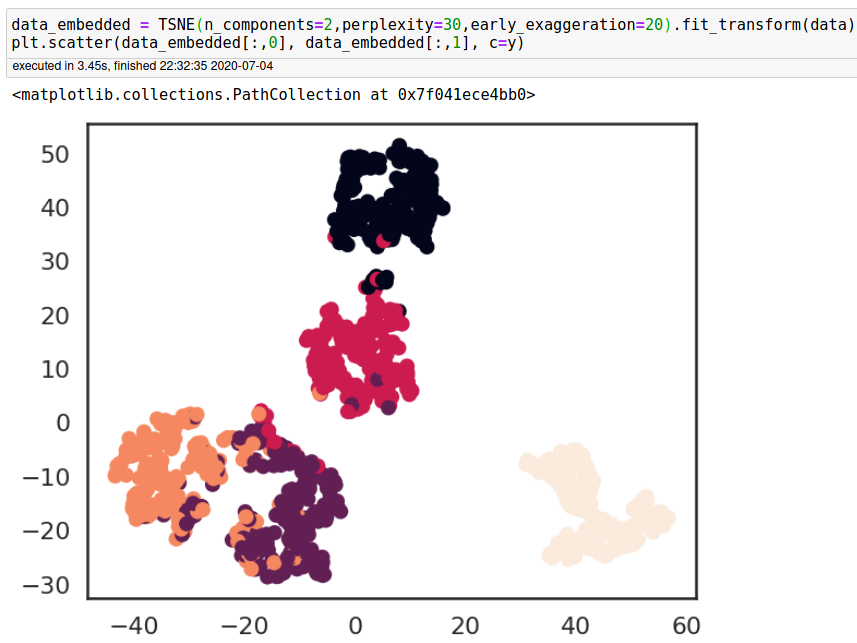 data_embedded = TSNE(n_components=2,perplexity=30,early_exaggeration=20).fit_transform(data)
plt.scatter(data_embedded[:,0], data_embedded[:,1], c=y)
executed in 3.45s, finished 22:32:35 2020-07-04
<matplotlib.collections.PathCollection at 0x7f041ece4bb0>
50
40
30
20
10
0
−10
−20
−30
−40 −20 0 20 40 60